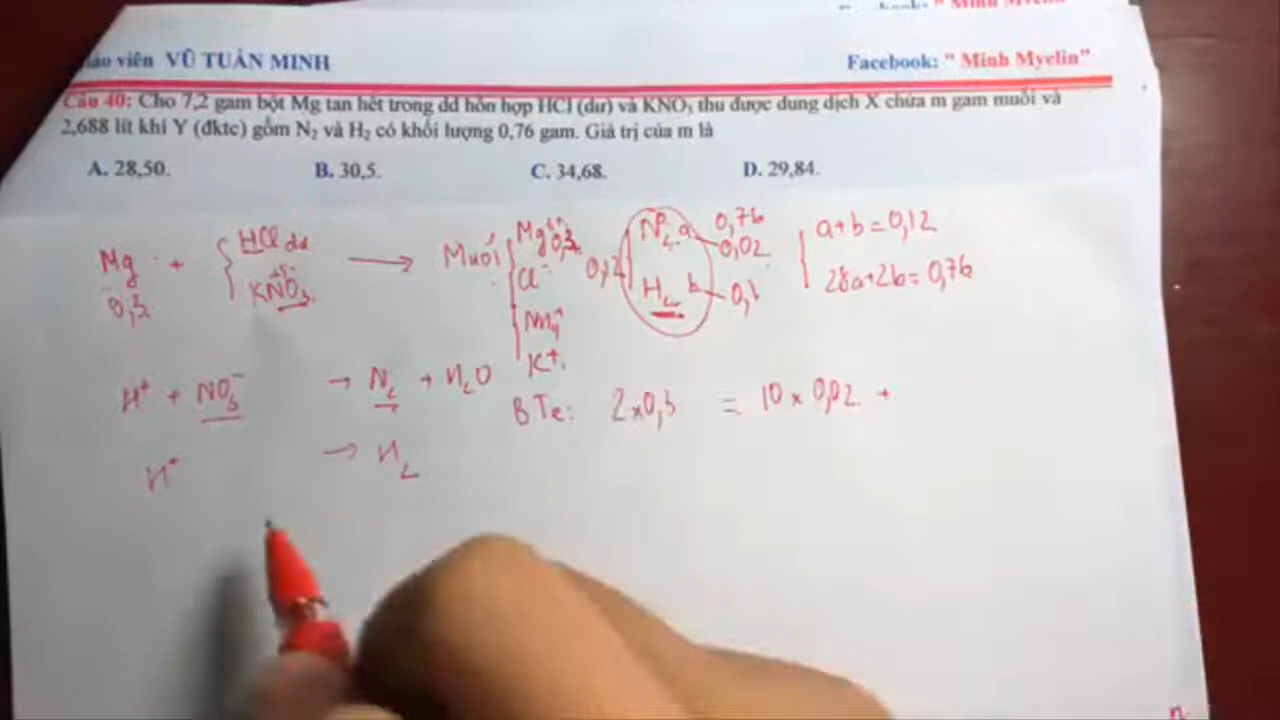 viên VŨ TUẤN MINH Facebook: " Minh Myelin"
Câu 40: Cho 7,2 gam bột Mg tan hết trong dd hỗn hợp HCl (dư) và KNO3 thu được dung dịch X chứa m gam muối và
2,688 lít khí Y (đktc) gồm N2 và H2 có khối lượng 0,76 gam. Giá trị của m là
A. 28,50. B. 30,5. C. 34,68. D. 29,84.
Mg + HCl dd → Muối Mg 0,3 0,12 N2 a 0,76 a+b=0,12
0,3 KNO3 Cl- 0,02 28a+2b=0,76
H2 b 0,1
NH4+
K+
H+ + NO3- → N2 + H2O
BTe: 2×0,3 = 10×0,02 +
H+ → H2